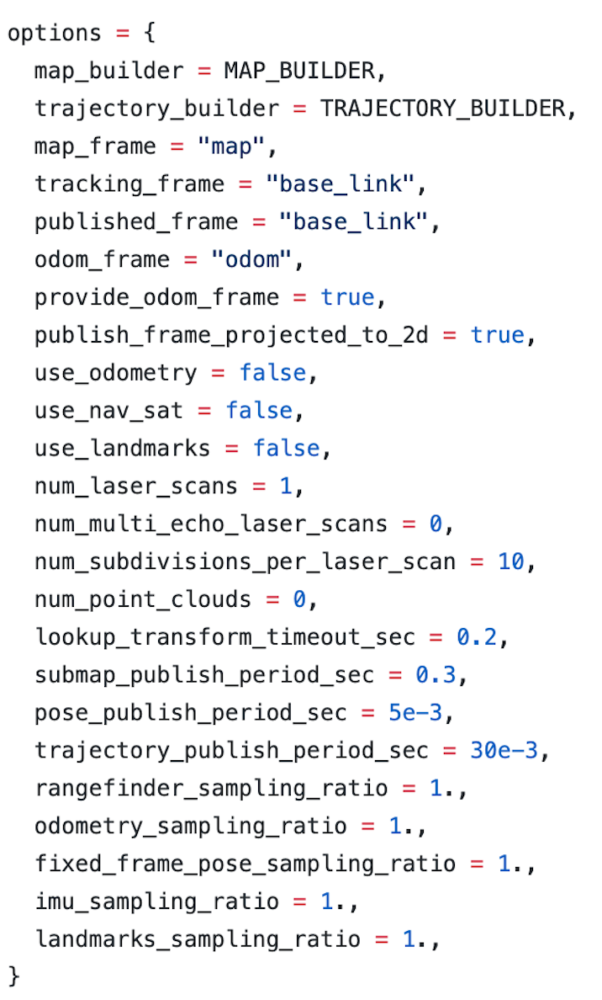 options = {
  map_builder = MAP_BUILDER,
  trajectory_builder = TRAJECTORY_BUILDER,
  map_frame = "map",
  tracking_frame = "base_link",
  published_frame = "base_link",
  odom_frame = "odom",
  provide_odom_frame = true,
  publish_frame_projected_to_2d = true,
  use_odometry = false,
  use_nav_sat = false,
  use_landmarks = false,
  num_laser_scans = 1,
  num_multi_echo_laser_scans = 0,
  num_subdivisions_per_laser_scan = 10,
  num_point_clouds = 0,
  lookup_transform_timeout_sec = 0.2,
  submap_publish_period_sec = 0.3,
  pose_publish_period_sec = 5e-3,
  trajectory_publish_period_sec = 30e-3,
  rangefinder_sampling_ratio = 1.,
  odometry_sampling_ratio = 1.,
  fixed_frame_pose_sampling_ratio = 1.,
  imu_sampling_ratio = 1.,
  landmarks_sampling_ratio = 1.,
}